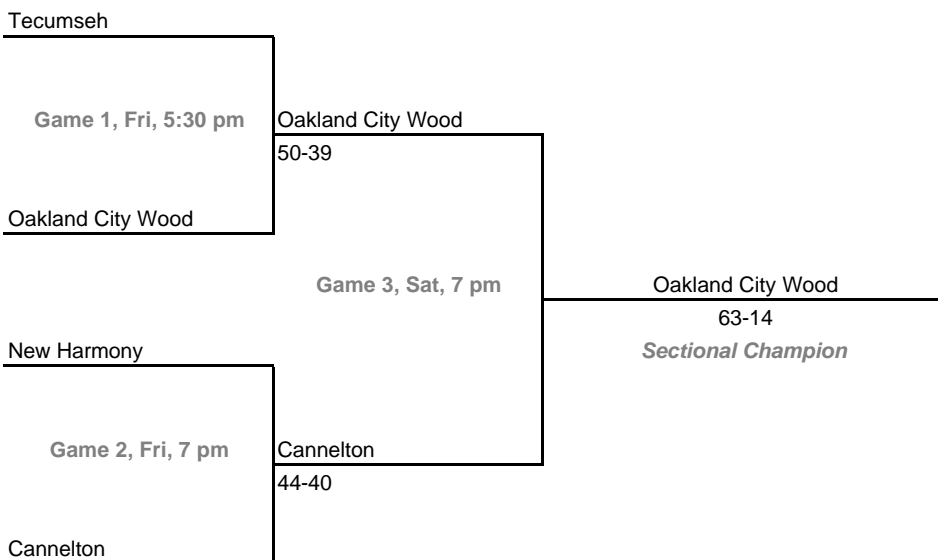 Tecumseh
Game 1, Fri, 5:30 pm
Oakland City Wood
50-39
Oakland City Wood
Game 3, Sat, 7 pm
Oakland City Wood
63-14
Sectional Champion
New Harmony
Game 2, Fri, 7 pm
Cannelton
44-40
Cannelton